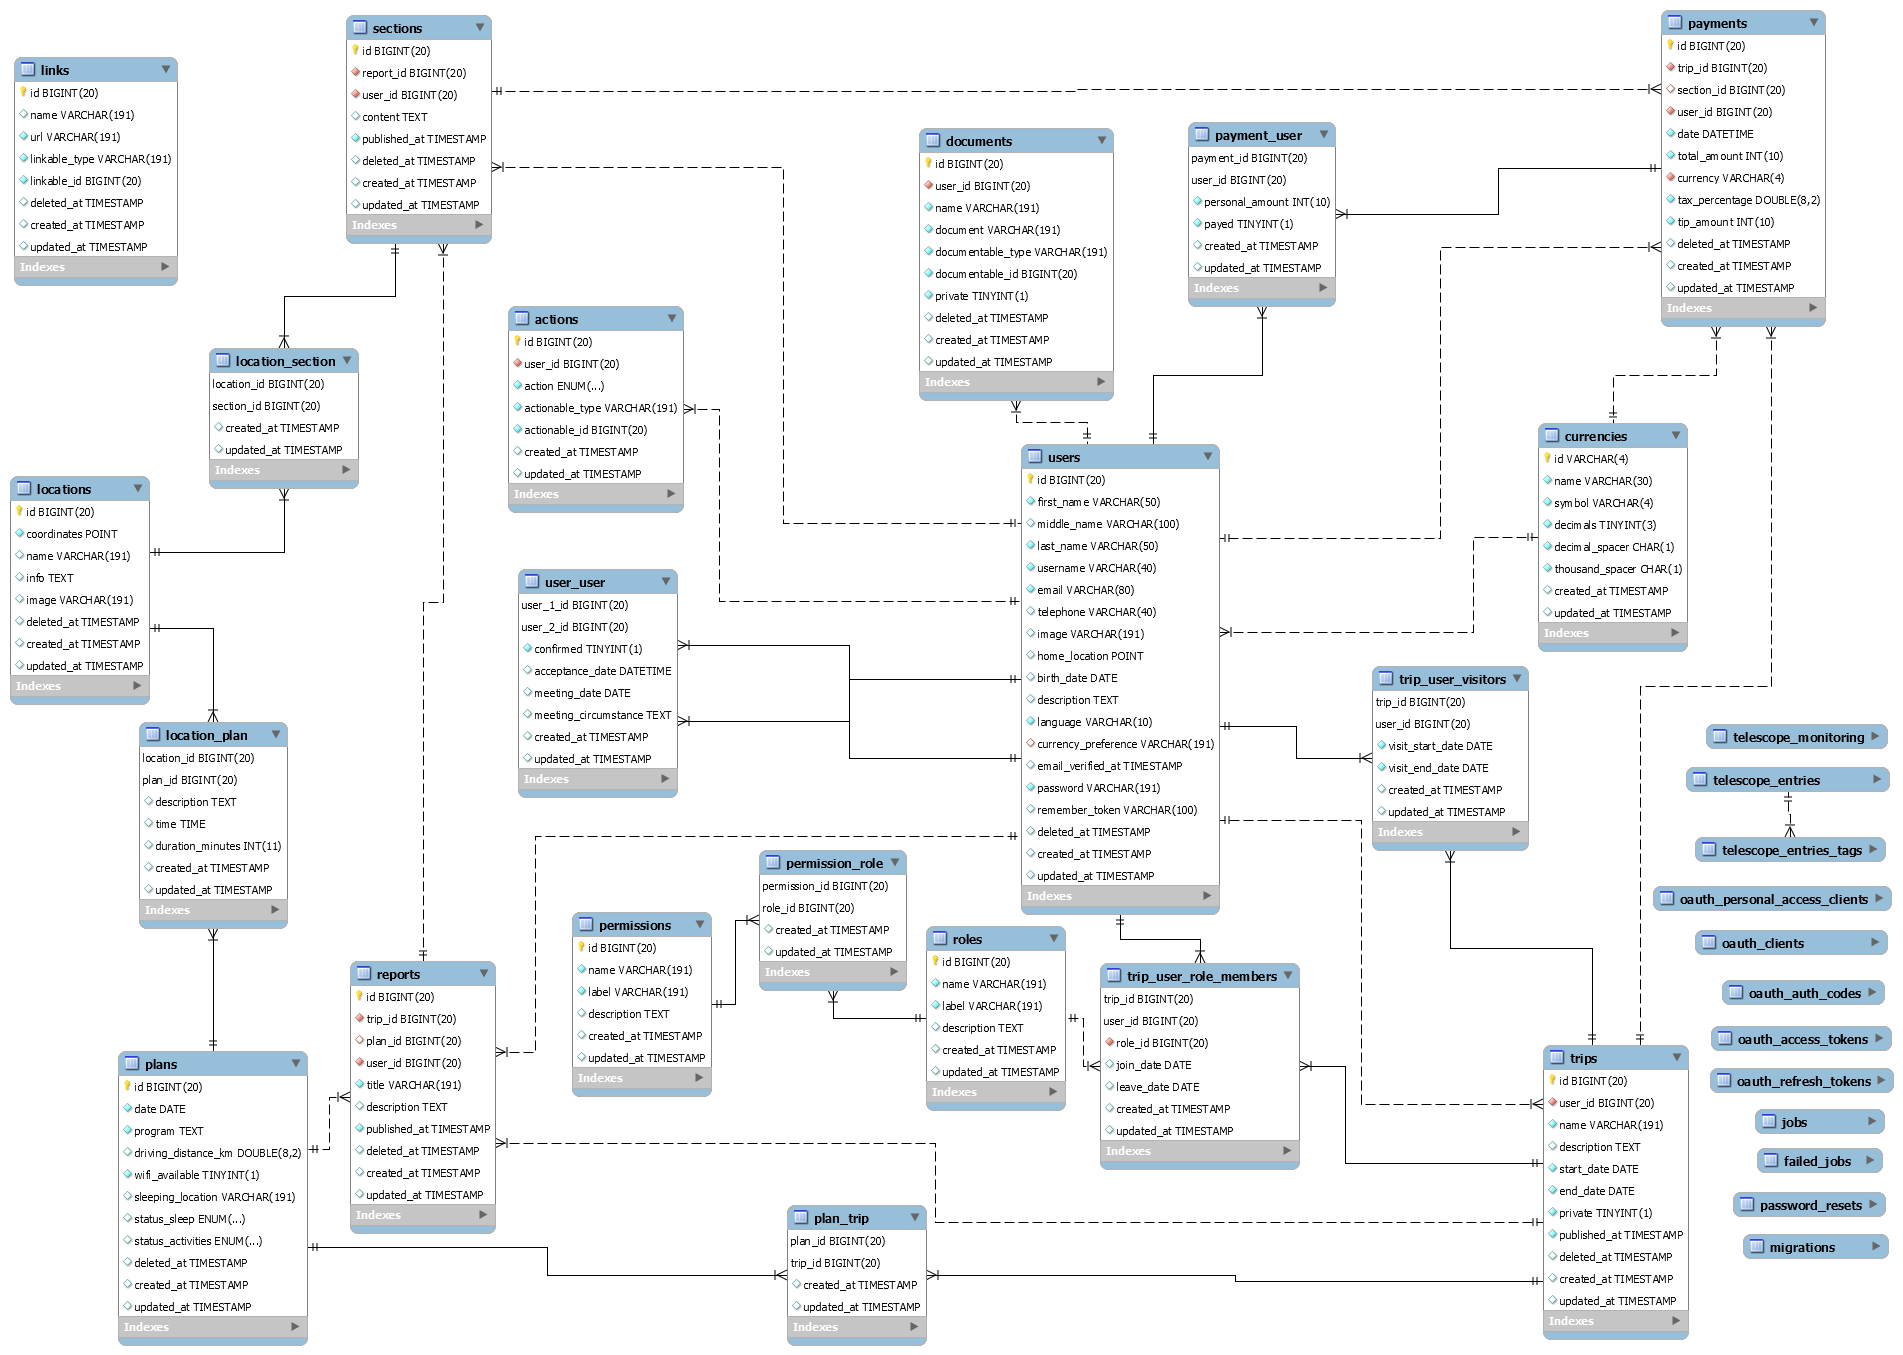 links
id BIGINT(20)
name VARCHAR(191)
url VARCHAR(191)
linkable_type VARCHAR(191)
linkable_id BIGINT(20)
deleted_at TIMESTAMP
created_at TIMESTAMP
updated_at TIMESTAMP
Indexes
sections
id BIGINT(20)
report_id BIGINT(20)
user_id BIGINT(20)
content TEXT
published_at TIMESTAMP
deleted_at TIMESTAMP
created_at TIMESTAMP
updated_at TIMESTAMP
Indexes
payments
id BIGINT(20)
trip_id BIGINT(20)
section_id BIGINT(20)
user_id BIGINT(20)
date DATETIME
total_amount INT(10)
currency VARCHAR(4)
tax_percentage DOUBLE(8,2)
tip_amount INT(10)
deleted_at TIMESTAMP
created_at TIMESTAMP
updated_at TIMESTAMP
Indexes
documents
id BIGINT(20)
user_id BIGINT(20)
name VARCHAR(191)
document VARCHAR(191)
documentable_type VARCHAR(191)
documentable_id BIGINT(20)
private TINYINT(1)
deleted_at TIMESTAMP
created_at TIMESTAMP
updated_at TIMESTAMP
Indexes
payment_user
payment_id BIGINT(20)
user_id BIGINT(20)
personal_amount INT(10)
payed TINYINT(1)
created_at TIMESTAMP
updated_at TIMESTAMP
Indexes
actions
id BIGINT(20)
user_id BIGINT(20)
action ENUM(...)
actionable_type VARCHAR(191)
actionable_id BIGINT(20)
created_at TIMESTAMP
updated_at TIMESTAMP
Indexes
location_section
location_id BIGINT(20)
section_id BIGINT(20)
created_at TIMESTAMP
updated_at TIMESTAMP
Indexes
locations
id BIGINT(20)
coordinates POINT
name VARCHAR(191)
info TEXT
image VARCHAR(191)
deleted_at TIMESTAMP
created_at TIMESTAMP
updated_at TIMESTAMP
Indexes
users
id BIGINT(20)
first_name VARCHAR(50)
middle_name VARCHAR(100)
last_name VARCHAR(50)
username VARCHAR(40)
email VARCHAR(80)
telephone VARCHAR(40)
image VARCHAR(191)
home_location POINT
birth_date DATE
description TEXT
language VARCHAR(10)
currency_preference VARCHAR(191)
email_verified_at TIMESTAMP
password VARCHAR(191)
remember_token VARCHAR(100)
deleted_at TIMESTAMP
created_at TIMESTAMP
updated_at TIMESTAMP
Indexes
currencies
id VARCHAR(4)
name VARCHAR(30)
symbol VARCHAR(4)
decimals TINYINT(3)
decimal_spacer CHAR(1)
thousand_spacer CHAR(1)
created_at TIMESTAMP
updated_at TIMESTAMP
Indexes
user_user
user_1_id BIGINT(20)
user_2_id BIGINT(20)
confirmed TINYINT(1)
acceptance_date DATETIME
meeting_date DATE
meeting_circumstance TEXT
created_at TIMESTAMP
updated_at TIMESTAMP
Indexes
trip_user_visitors
trip_id BIGINT(20)
user_id BIGINT(20)
visit_start_date DATE
visit_end_date DATE
created_at TIMESTAMP
updated_at TIMESTAMP
Indexes
location_plan
location_id BIGINT(20)
plan_id BIGINT(20)
description TEXT
time TIME
duration_minutes INT(11)
created_at TIMESTAMP
updated_at TIMESTAMP
Indexes
permission_role
permission_id BIGINT(20)
role_id BIGINT(20)
created_at TIMESTAMP
updated_at TIMESTAMP
Indexes
permissions
id BIGINT(20)
name VARCHAR(191)
label VARCHAR(191)
description TEXT
created_at TIMESTAMP
updated_at TIMESTAMP
Indexes
roles
id BIGINT(20)
name VARCHAR(191)
label VARCHAR(191)
description TEXT
created_at TIMESTAMP
updated_at TIMESTAMP
Indexes
trip_user_role_members
trip_id BIGINT(20)
user_id BIGINT(20)
role_id BIGINT(20)
join_date DATE
leave_date DATE
created_at TIMESTAMP
updated_at TIMESTAMP
Indexes
reports
id BIGINT(20)
trip_id BIGINT(20)
plan_id BIGINT(20)
user_id BIGINT(20)
title VARCHAR(191)
description TEXT
published_at TIMESTAMP
deleted_at TIMESTAMP
created_at TIMESTAMP
updated_at TIMESTAMP
Indexes
plans
id BIGINT(20)
date DATE
program TEXT
driving_distance_km DOUBLE(8,2)
wifi_available TINYINT(1)
sleeping_location VARCHAR(191)
status_sleep ENUM(...)
status_activities ENUM(...)
deleted_at TIMESTAMP
created_at TIMESTAMP
updated_at TIMESTAMP
Indexes
plan_trip
plan_id BIGINT(20)
trip_id BIGINT(20)
created_at TIMESTAMP
updated_at TIMESTAMP
Indexes
trips
id BIGINT(20)
user_id BIGINT(20)
name VARCHAR(191)
description TEXT
start_date DATE
end_date DATE
private TINYINT(1)
published_at TIMESTAMP
deleted_at TIMESTAMP
created_at TIMESTAMP
updated_at TIMESTAMP
Indexes
telescope_monitoring
telescope_entries
telescope_entries_tags
oauth_personal_access_clients
oauth_clients
oauth_auth_codes
oauth_access_tokens
oauth_refresh_tokens
jobs
failed_jobs
password_resets
migrations